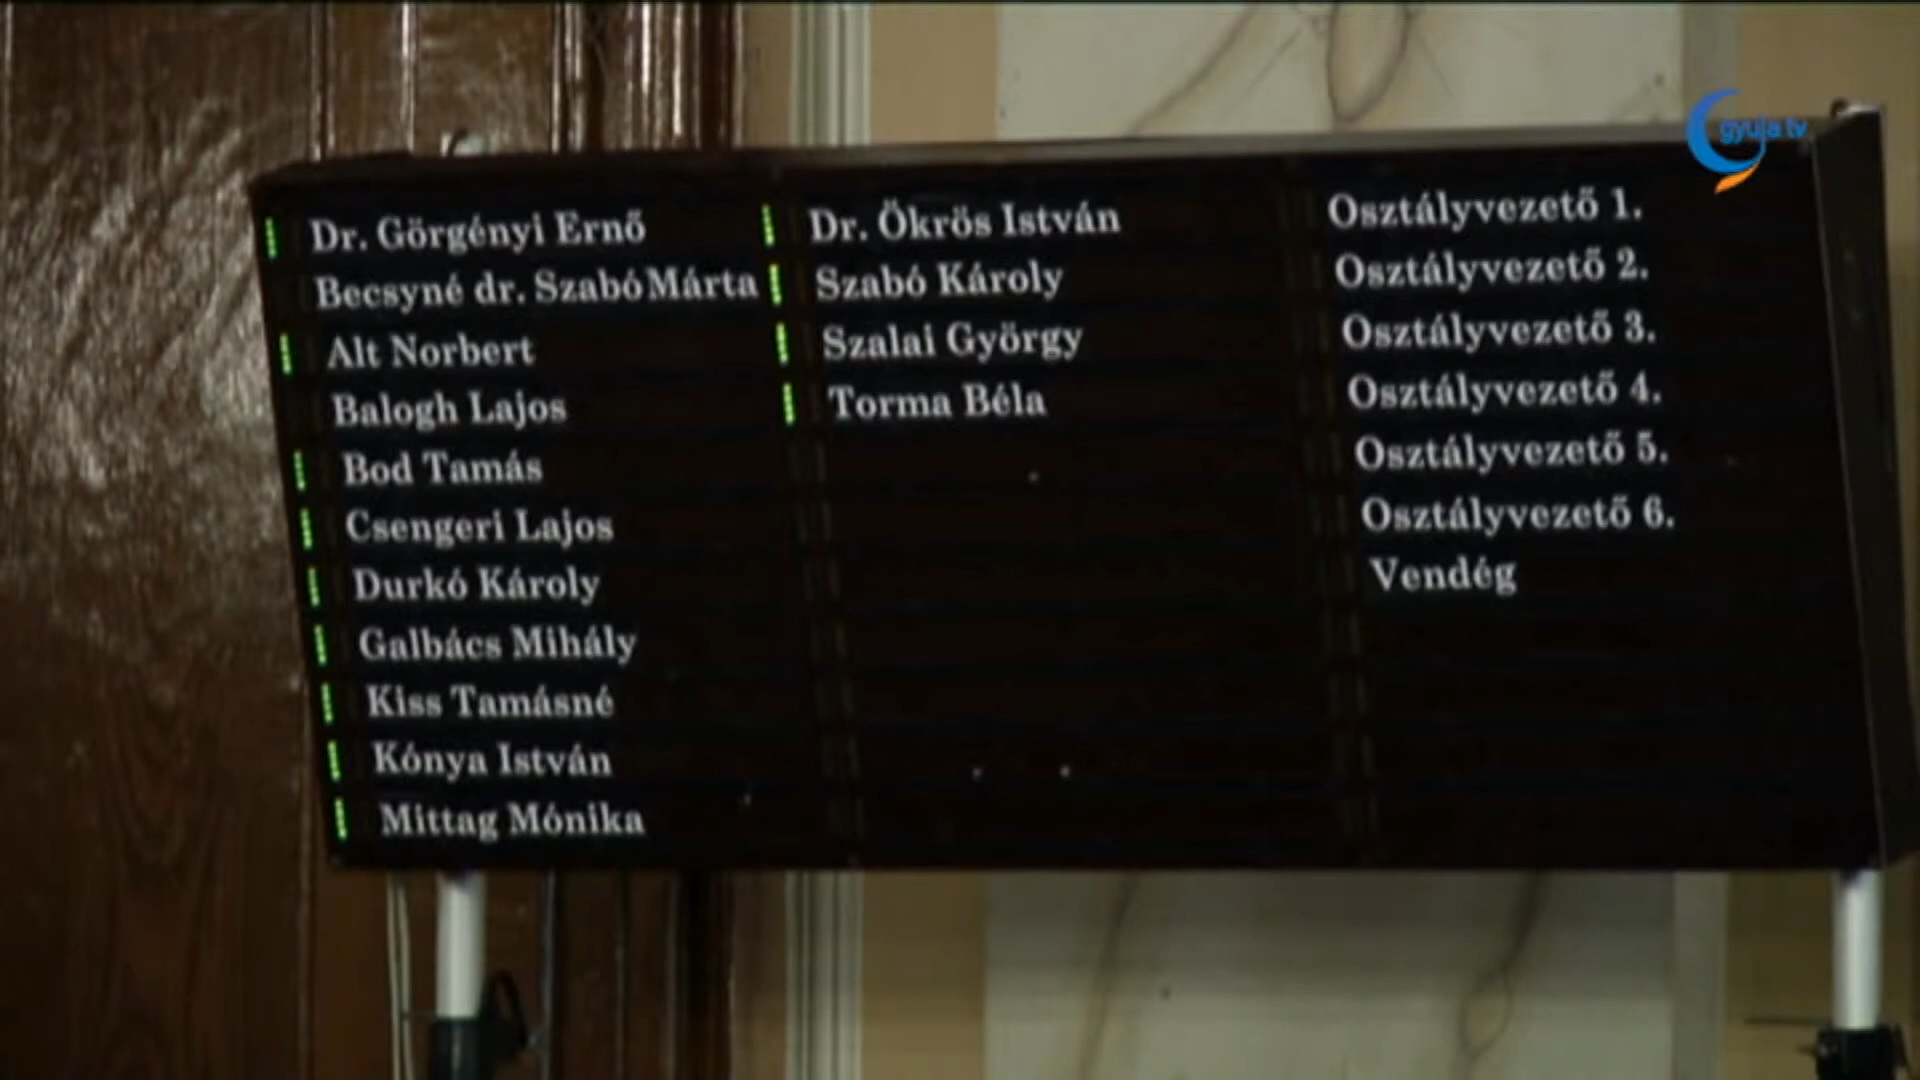 Dr. Görgényi Ernő
Becsyné dr. Szabó Márta
Alt Norbert
Balogh Lajos
Bod Tamás
Csengeri Lajos
Durkó Károly
Galbács Mihály
Kiss Tamásné
Kónya István
Mittag Mónika
Dr. Ökrös István
Szabó Károly
Szalai György
Torma Béla
Osztályvezető 1.
Osztályvezető 2.
Osztályvezető 3.
Osztályvezető 4.
Osztályvezető 5.
Osztályvezető 6.
Vendég
gyula tv